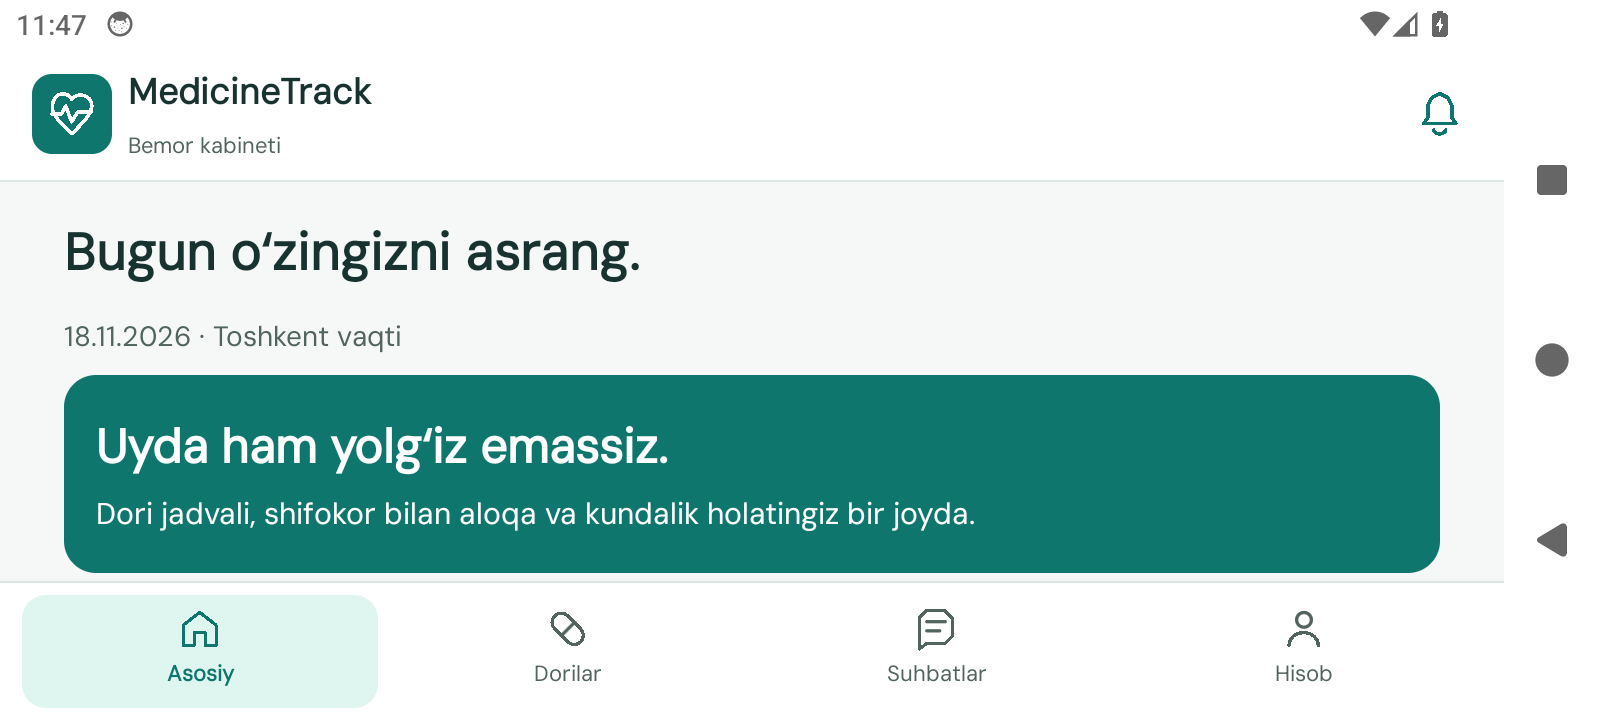 11:47
MedicineTrack
Bemor kabineti
Bugun o‘zingizni asrang.
18.11.2026 · Toshkent vaqti
Uyda ham yolg‘iz emassiz.
Dori jadvali, shifokor bilan aloqa va kundalik holatingiz bir joyda.
Asosiy
Dorilar
Suhbatlar
Hisob